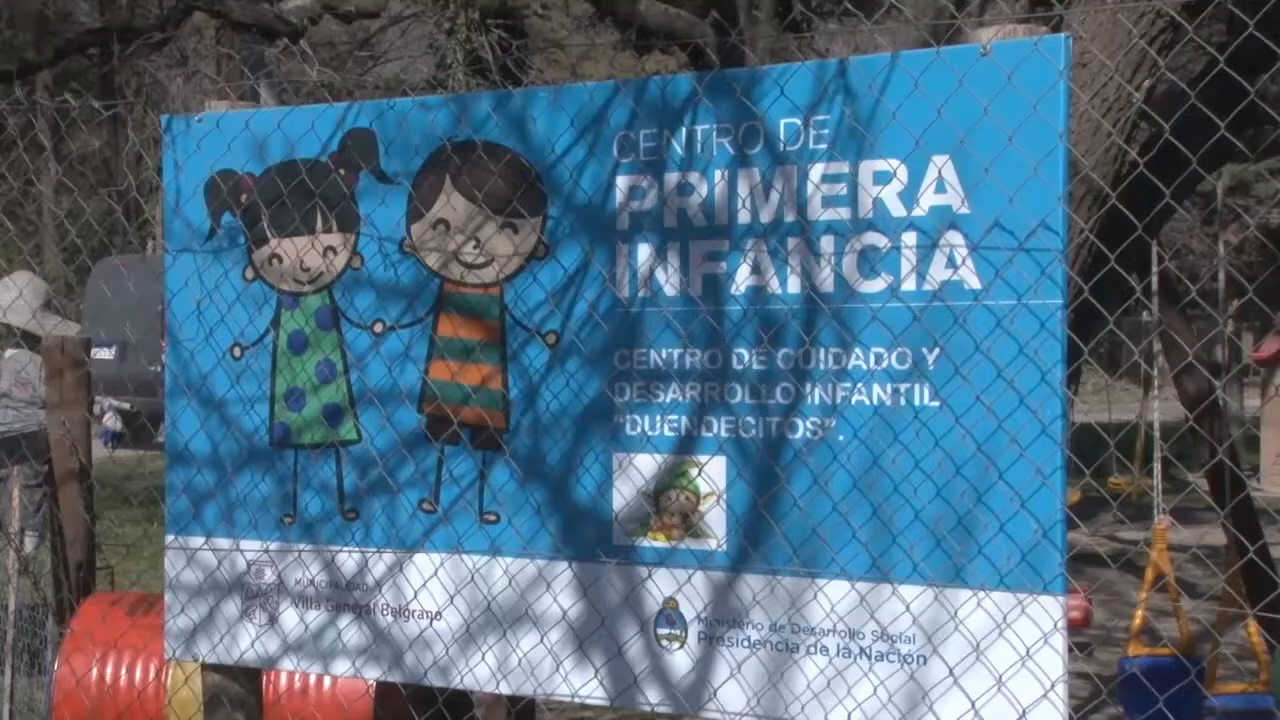 CENTRO DE
PRIMERA
INFANCIA
CENTRO DE CUIDADO Y
DESARROLLO INFANTIL
"DUENDECITOS".
MUNICIPALIDAD
Villa General Belgrano
Ministerio de Desarrollo Social
Presidencia de la Nación